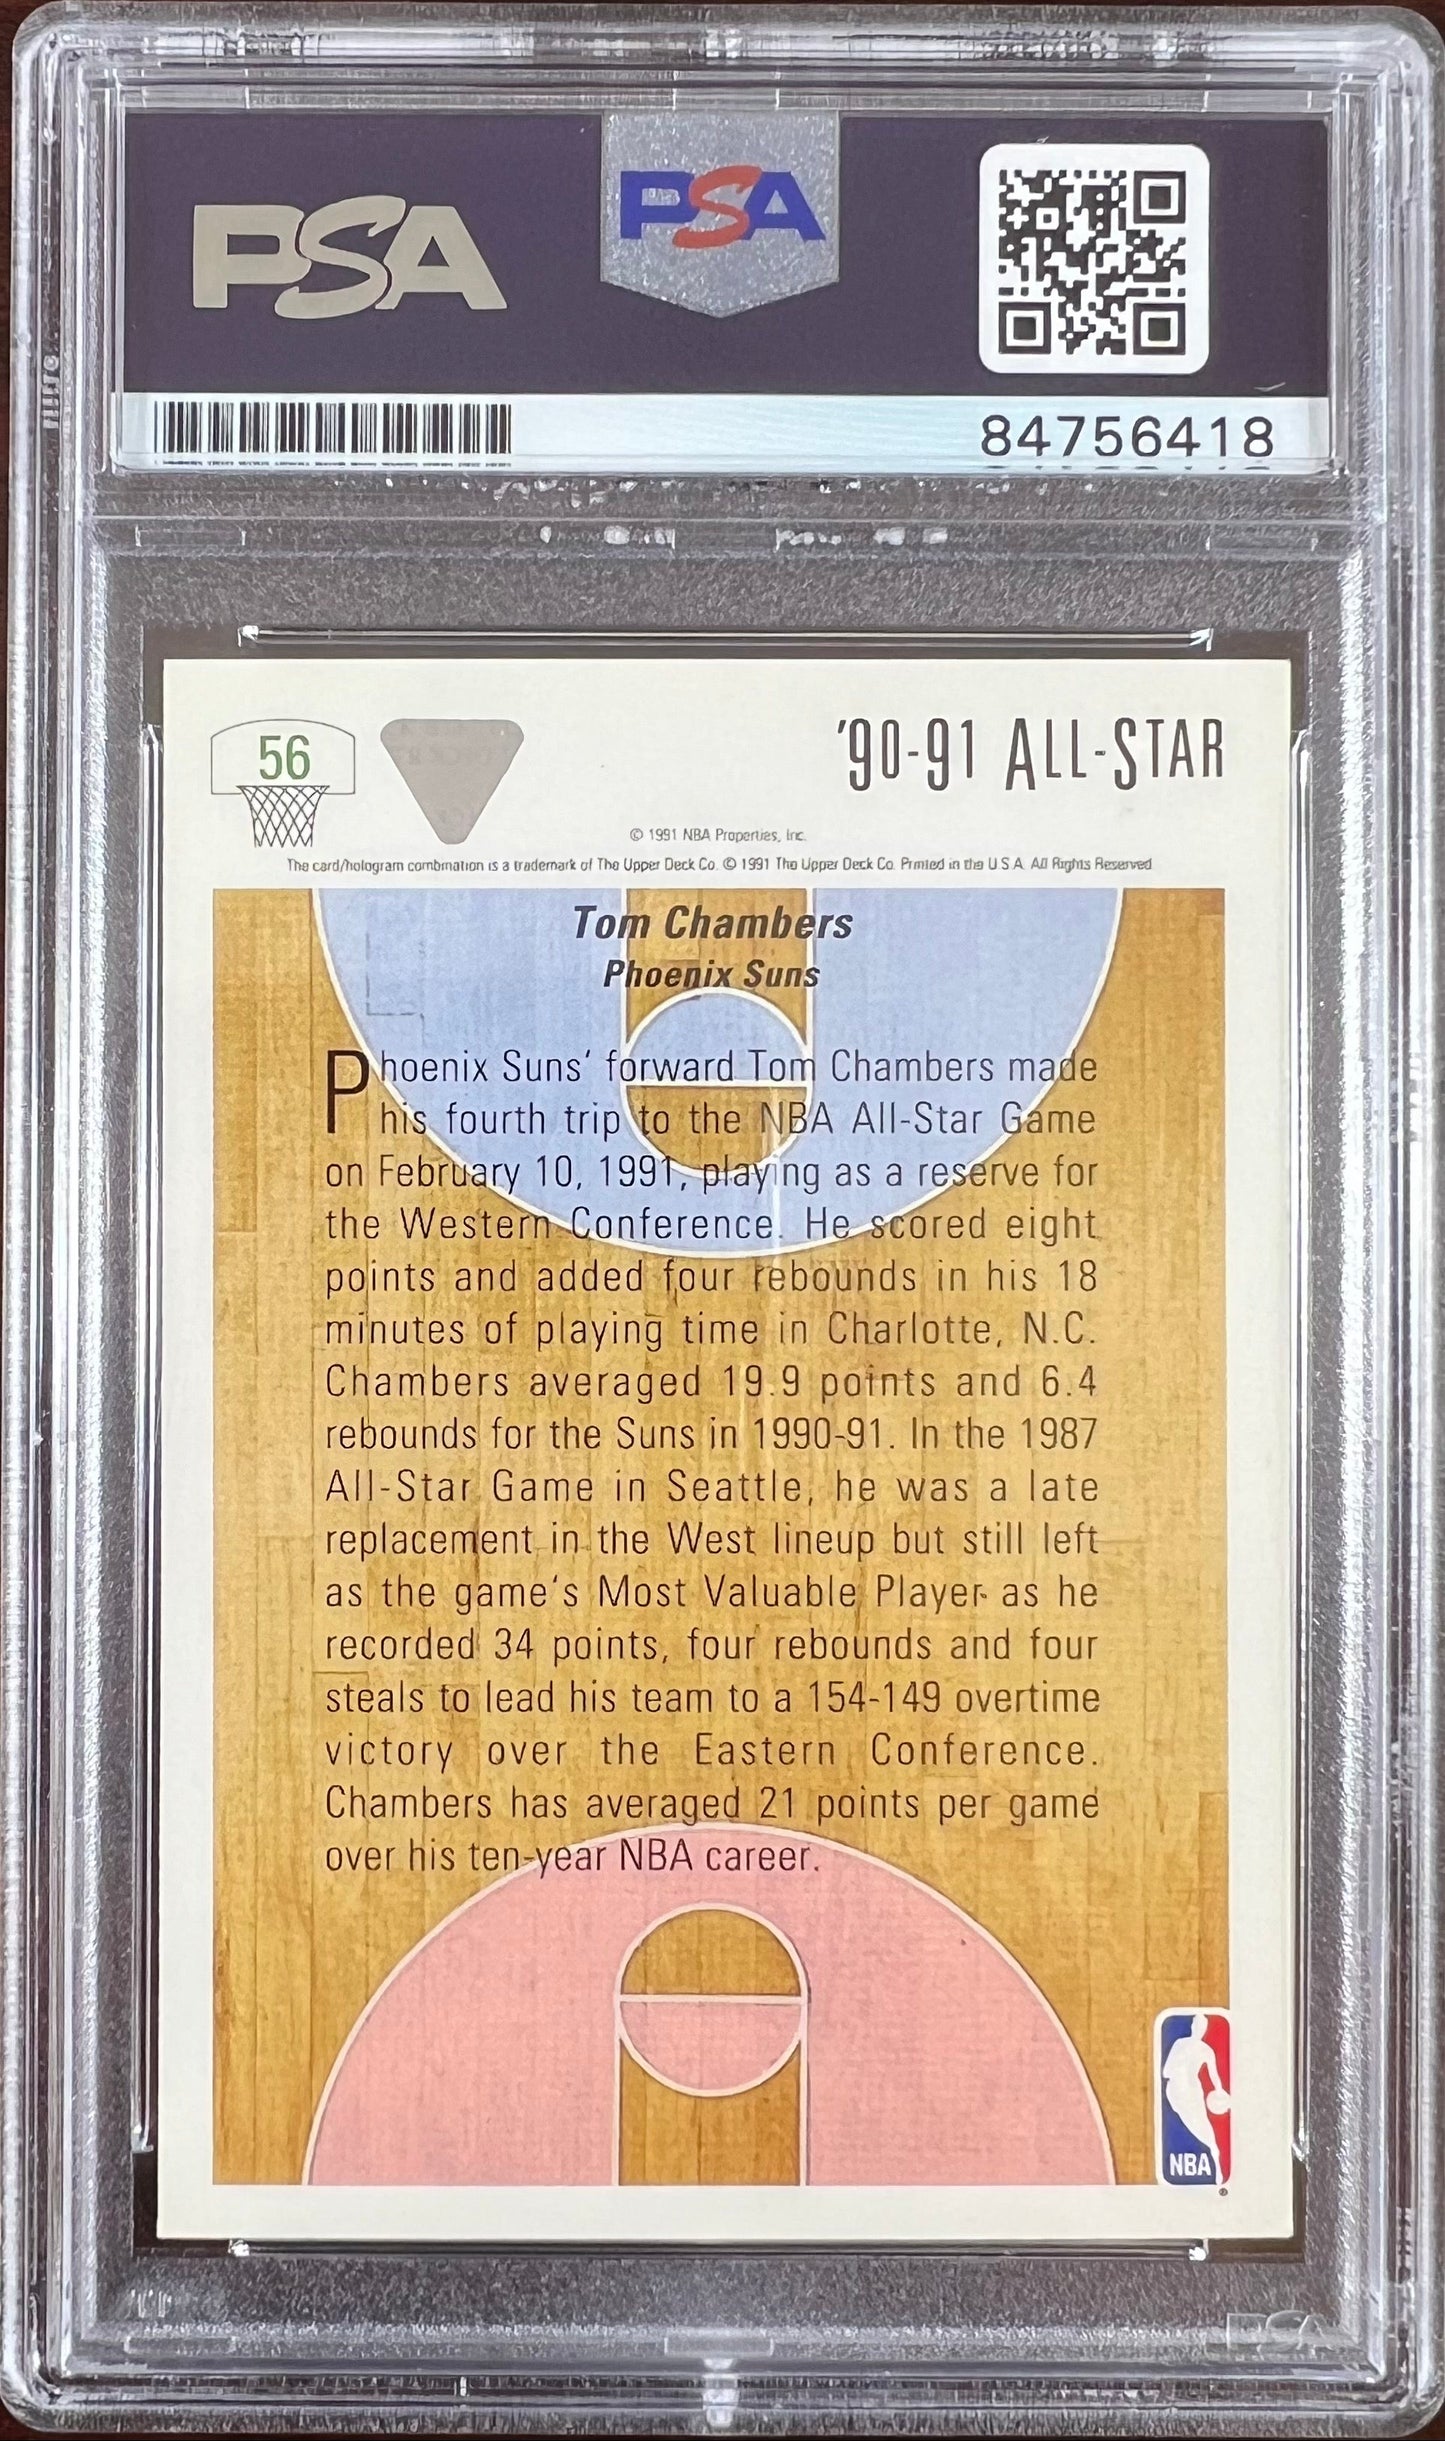 PSA
PSA
84756418
56
'90-91 ALL-STAR
© 1991 NBA Properties, Inc.
The card/hologram combination is a trademark of The Upper Deck Co. © 1991 The Upper Deck Co. Printed in the U.S.A. All Rights Reserved
Tom Chambers
Phoenix Suns
Phoenix Suns' forward Tom Chambers made
his fourth trip to the NBA All-Star Game
on February 10, 1991, playing as a reserve for
the Western Conference. He scored eight
points and added four rebounds in his 18
minutes of playing time in Charlotte, N.C.
Chambers averaged 19.9 points and 6.4
rebounds for the Suns in 1990-91. In the 1987
All-Star Game in Seattle, he was a late
replacement in the West lineup but still left
as the game's Most Valuable Player as he
recorded 34 points, four rebounds and four
steals to lead his team to a 154-149 overtime
victory over the Eastern Conference.
Chambers has averaged 21 points per game
over his ten-year NBA career.
NBA
®
PSA